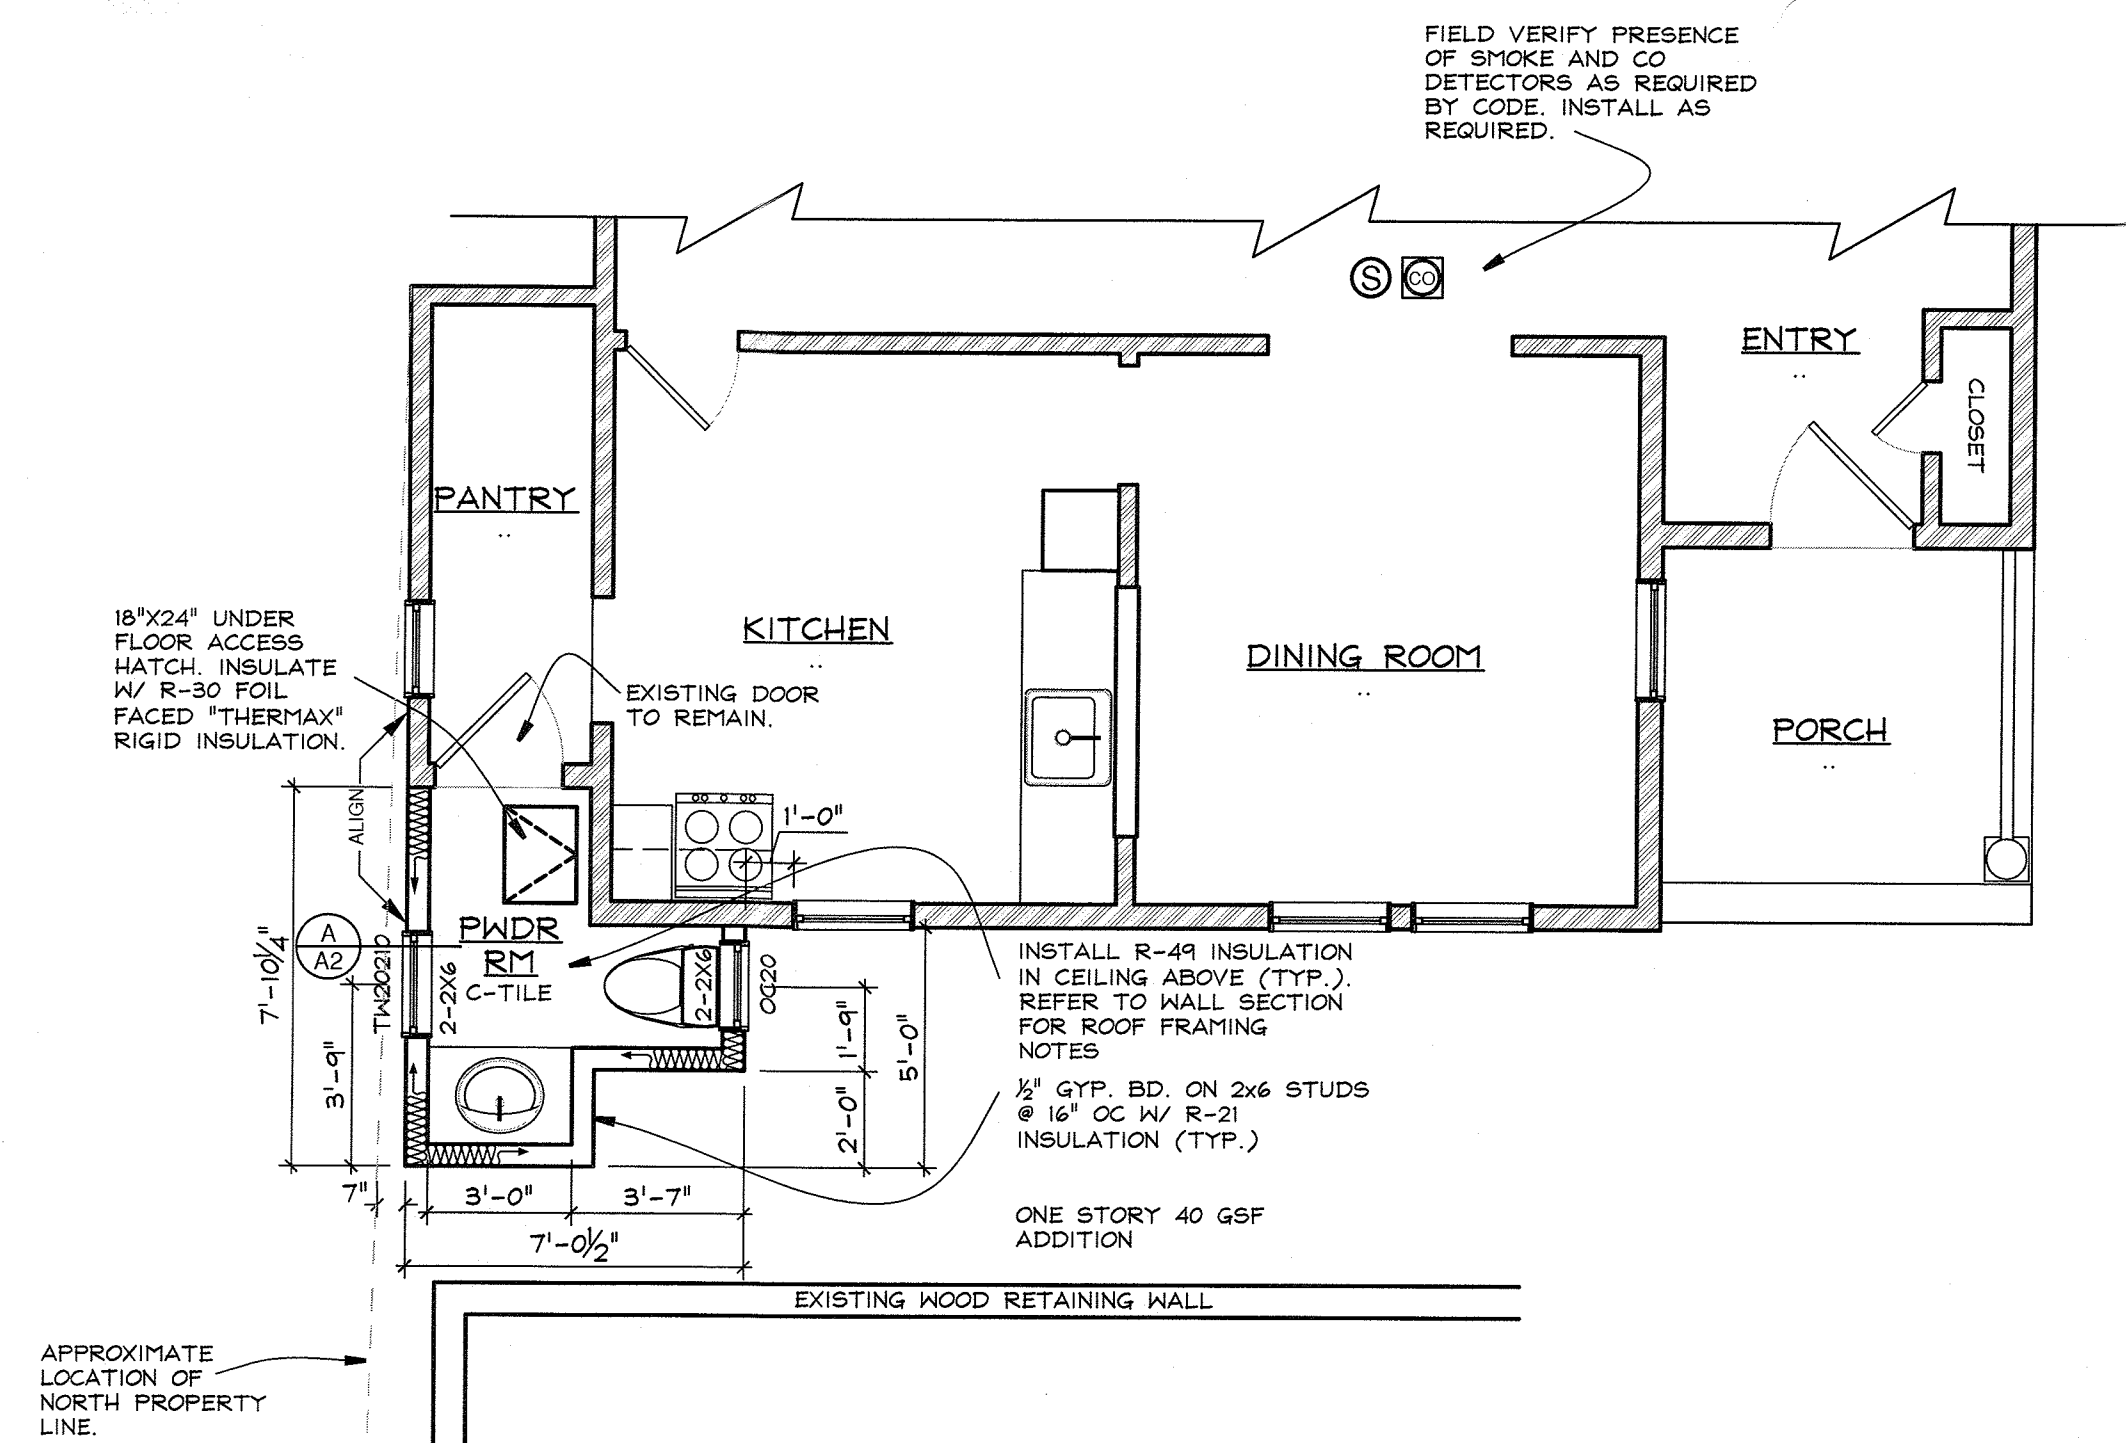 FIELD VERIFY PRESENCE
OF SMOKE AND CO
DETECTORS AS REQUIRED
BY CODE. INSTALL AS
REQUIRED.
S
CO
ENTRY
CLOSET
PANTRY
KITCHEN
DINING ROOM
PORCH
18"X24" UNDER
FLOOR ACCESS
HATCH. INSULATE
W/ R-30 FOIL
FACED "THERMAX"
RIGID INSULATION.
EXISTING DOOR
TO REMAIN.
ALIGN
1'-0"
PWDR
RM
C-TILE
A
A2
TW20210
2-2X6
2-2X6
OC20
7'-101/4"
3'-9"
1'-9"
2'-0"
5'-0"
INSTALL R-49 INSULATION
IN CEILING ABOVE (TYP.).
REFER TO WALL SECTION
FOR ROOF FRAMING
NOTES
1/2" GYP. BD. ON 2x6 STUDS
@ 16" OC W/ R-21
INSULATION (TYP.)
7"
3'-0"
3'-7"
7'-01/2"
ONE STORY 40 GSF
ADDITION
EXISTING WOOD RETAINING WALL
APPROXIMATE
LOCATION OF
NORTH PROPERTY
LINE.